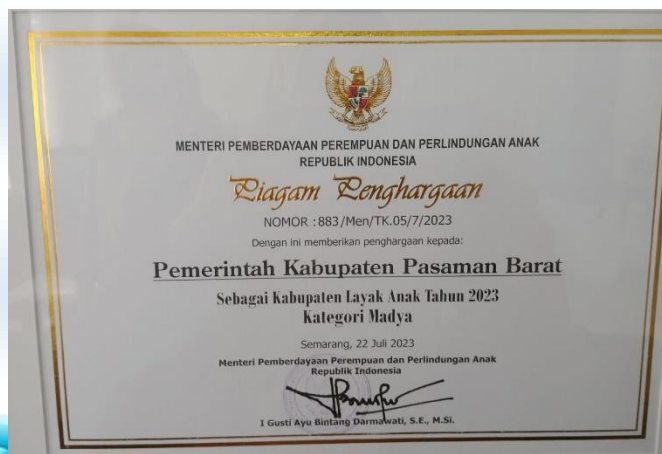 MENTERI PEMBERDAYAAN PEREMPUAN DAN PERLINDUNGAN ANAK
REPUBLIK INDONESIA
Piagam Penghargaan
NOMOR : 883/Men/TK.05/7/2023
Dengan ini memberikan penghargaan kepada:
Pemerintah Kabupaten Pasaman Barat
Sebagai Kabupaten Layak Anak Tahun 2023
Kategori Madya
Semarang, 22 Juli 2023
Menteri Pemberdayaan Perempuan dan Perlindungan Anak
Republik Indonesia
I Gusti Ayu Bintang Darmawati, S.E., M.Si.